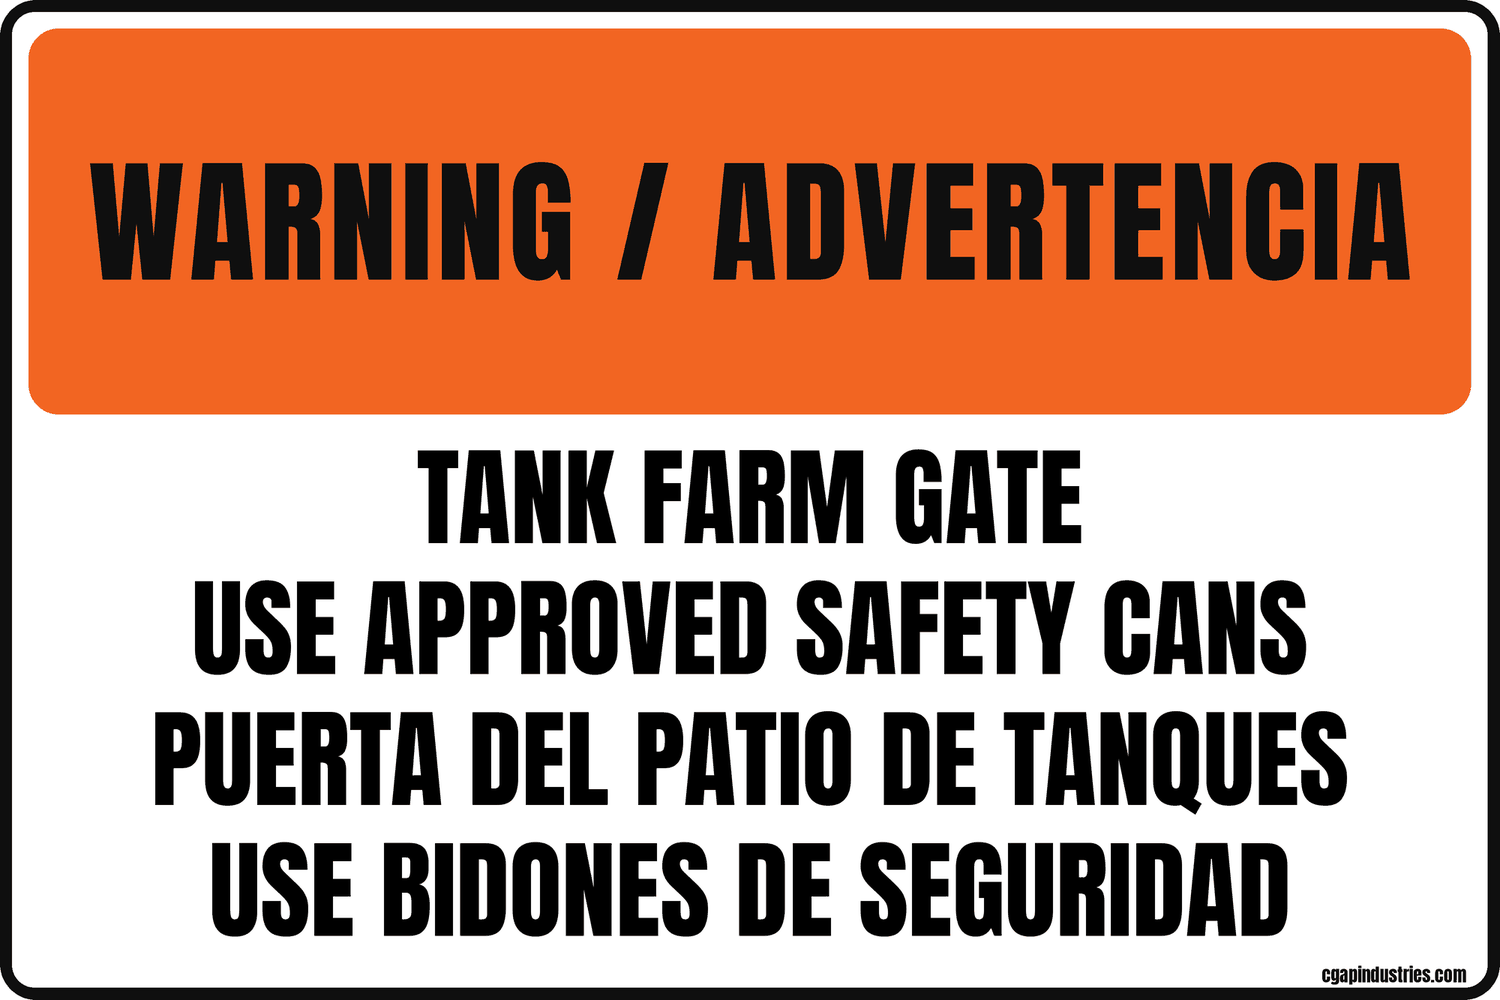 WARNING / ADVERTENCIA
TANK FARM GATE
USE APPROVED SAFETY CANS
PUERTA DEL PATIO DE TANQUES
USE BIDONES DE SEGURIDAD
cgapindustries.com